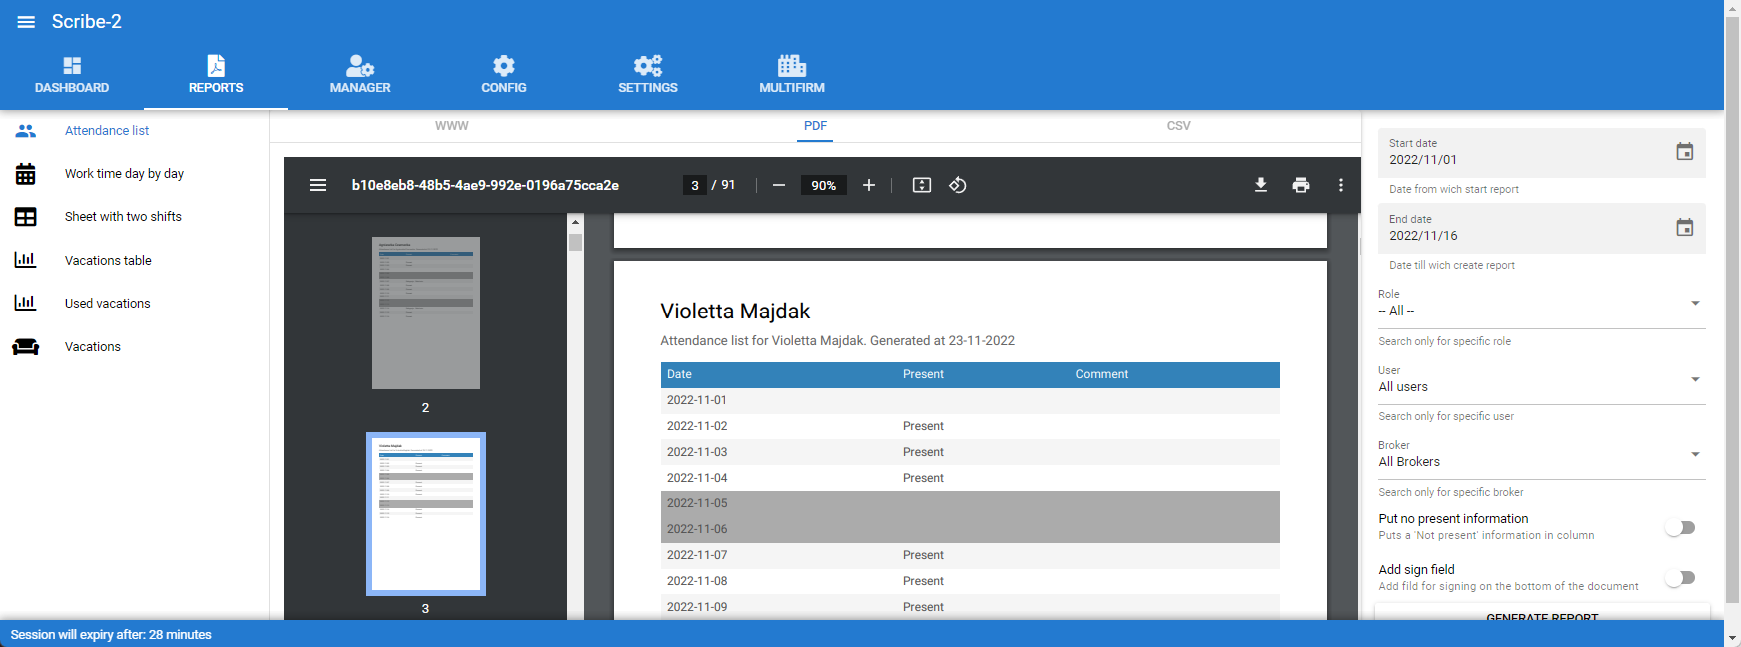 Scribe-2
DASHBOARD
REPORTS
MANAGER
CONFIG
SETTINGS
MULTIFIRM
Attendance list
Work time day by day
Sheet with two shifts
Vacations table
Used vacations
Vacations
WWW
PDF
CSV
b10e8eb8-48b5-4ae9-992e-0196a75cca2e
3 / 91
90%
2
3
Violetta Majdak
Attendance list for Violetta Majdak. Generated at 23-11-2022
Date Present Comment
2022-11-01
2022-11-02 Present
2022-11-03 Present
2022-11-04 Present
2022-11-05
2022-11-06
2022-11-07 Present
2022-11-08 Present
2022-11-09 Present
Start date
2022/11/01
Date from wich start report
End date
2022/11/16
Date till wich create report
Role
-- All --
Search only for specific role
User
All users
Search only for specific user
Broker
All Brokers
Search only for specific broker
Put no present information
Puts a 'Not present' information in column
Add sign field
Add fild for signing on the bottom of the document
GENERATE REPORT
Session will expiry after: 28 minutes